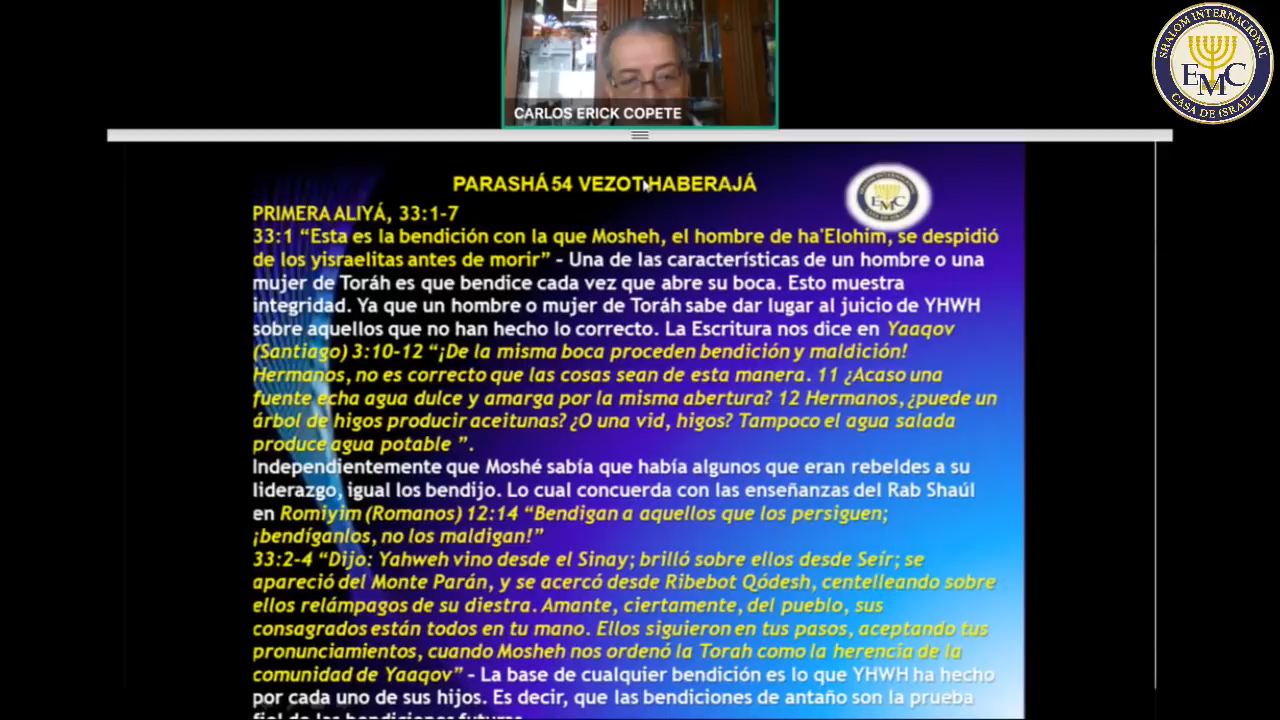 CARLOS ERICK COPETE
SHALOM INTERNACIONAL
EMC
CASA DE ISRAEL
PARASHÁ 54 VEZOT HABERAJÁ
EMC
PRIMERA ALIYÁ, 33:1-7
33:1 “Esta es la bendición con la que Mosheh, el hombre de ha'Elohim, se despidió
de los yisraelitas antes de morir” – Una de las características de un hombre o una
mujer de Toráh es que bendice cada vez que abre su boca. Esto muestra
integridad. Ya que un hombre o mujer de Toráh sabe dar lugar al juicio de YHWH
sobre aquellos que no han hecho lo correcto. La Escritura nos dice en Yaaqov
(Santiago) 3:10-12 “¡De la misma boca proceden bendición y maldición!
Hermanos, no es correcto que las cosas sean de esta manera. 11 ¿Acaso una
fuente echa agua dulce y amarga por la misma abertura? 12 Hermanos, ¿puede un
árbol de higos producir aceitunas? ¿O una vid, higos? Tampoco el agua salada
produce agua potable ”.
Independientemente que Moshé sabía que había algunos que eran rebeldes a su
liderazgo, igual los bendijo. Lo cual concuerda con las enseñanzas del Rab Shaúl
en Romiyim (Romanos) 12:14 “Bendigan a aquellos que los persiguen;
¡bendíganlos, no los maldigan!”
33:2-4 “Dijo: Yahweh vino desde el Sinay; brilló sobre ellos desde Seír; se
apareció del Monte Parán, y se acercó desde Ribebot Qódesh, centelleando sobre
ellos relámpagos de su diestra. Amante, ciertamente, del pueblo, sus
consagrados están todos en tu mano. Ellos siguieron en tus pasos, aceptando tus
pronunciamientos, cuando Mosheh nos ordenó la Torah como la herencía de la
comunidad de Yaaqov” – La base de cualquier bendición es lo que YHWH ha hecho
por cada uno de sus hijos. Es decir, que las bendiciones de antaño son la prueba
fiel de las bendiciones futuras